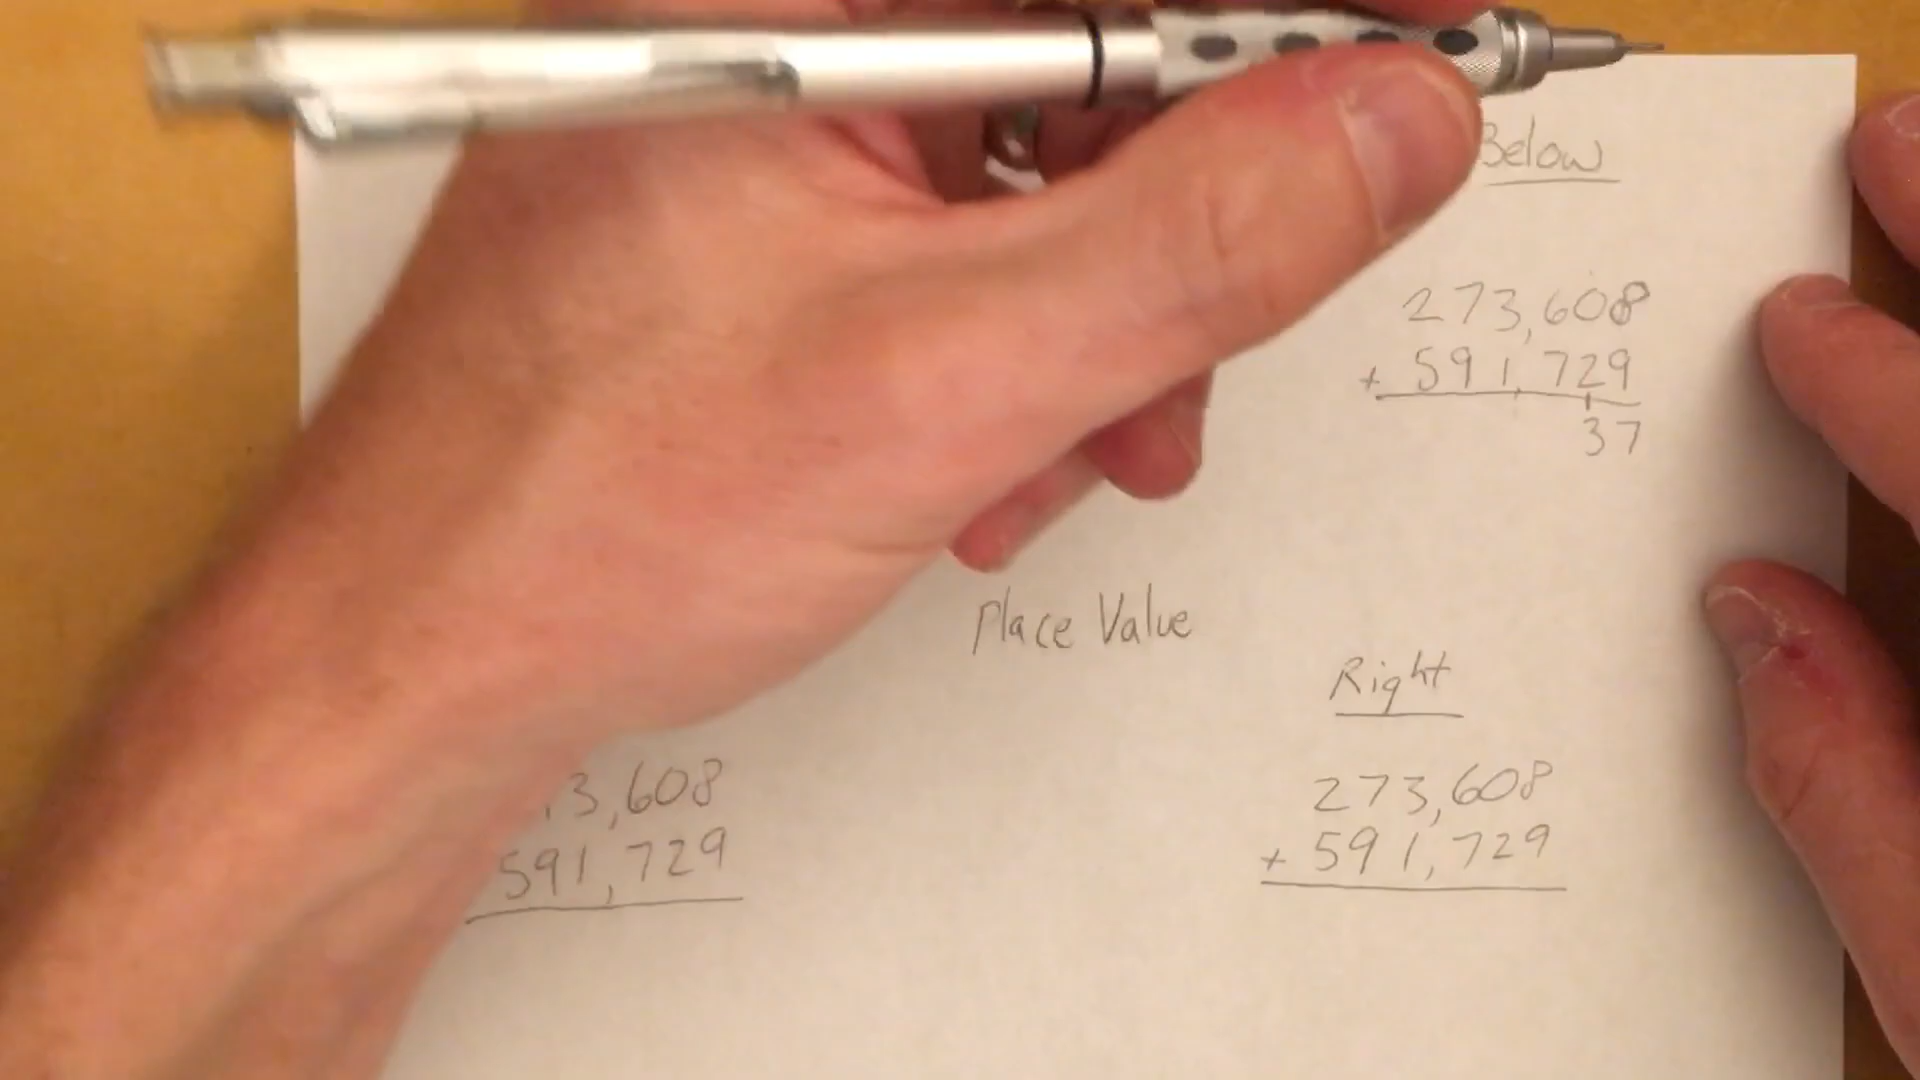 Below
273,608
+ 591,729
37
Place Value
Right
3,608
591,729
273,608
+ 591,729